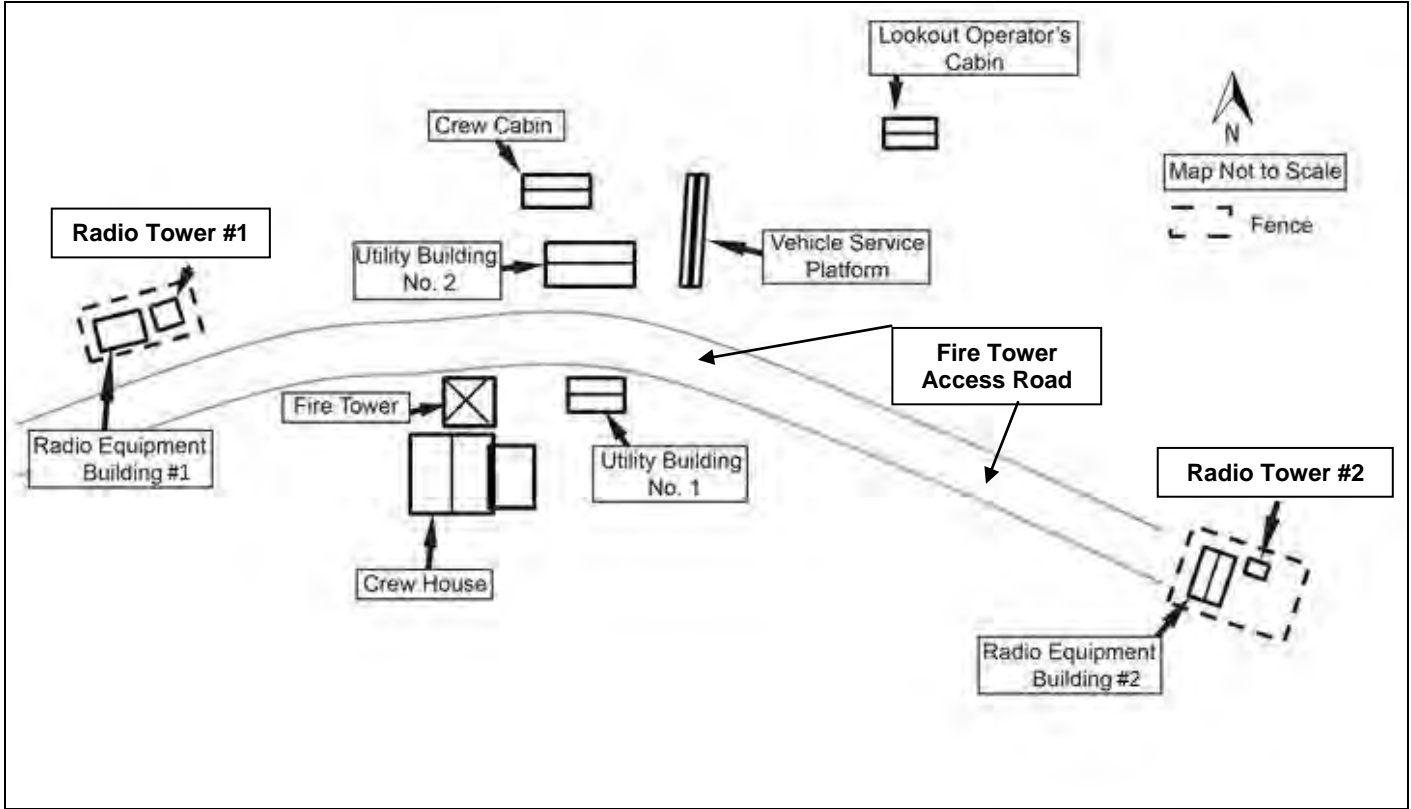 Lookout Operator's
Cabin
N
Map Not to Scale
Fence
Crew Cabin
Radio Tower #1
Utility Building
No. 2
Vehicle Service
Platform
Fire Tower
Access Road
Fire Tower
Radio Equipment
Building #1
Utility Building
No. 1
Radio Tower #2
Crew House
Radio Equipment
Building #2